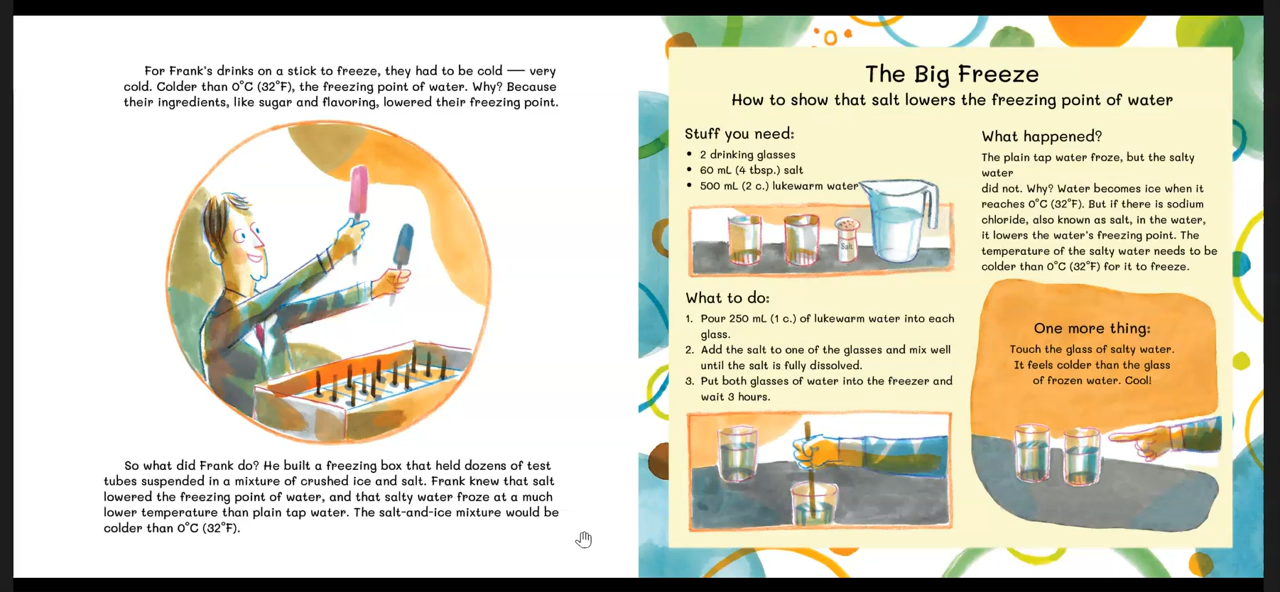 For Frank's drinks on a stick to freeze, they had to be cold — very
cold. Colder than 0°C (32°F), the freezing point of water. Why? Because
their ingredients, like sugar and flavoring, lowered their freezing point.
So what did Frank do? He built a freezing box that held dozens of test
tubes suspended in a mixture of crushed ice and salt. Frank knew that salt
lowered the freezing point of water, and that salty water froze at a much
lower temperature than plain tap water. The salt-and-ice mixture would be
colder than 0°C (32°F).
The Big Freeze
How to show that salt lowers the freezing point of water
Stuff you need:
• 2 drinking glasses
• 60 mL (4 tbsp.) salt
• 500 mL (2 c.) lukewarm water
Salt
What to do:
1. Pour 250 mL (1 c.) of lukewarm water into each
glass.
2. Add the salt to one of the glasses and mix well
until the salt is fully dissolved.
3. Put both glasses of water into the freezer and
wait 3 hours.
What happened?
The plain tap water froze, but the salty
water
did not. Why? Water becomes ice when it
reaches 0°C (32°F). But if there is sodium
chloride, also known as salt, in the water,
it lowers the water's freezing point. The
temperature of the salty water needs to be
colder than 0°C (32°F) for it to freeze.
One more thing:
Touch the glass of salty water.
It feels colder than the glass
of frozen water. Cool!